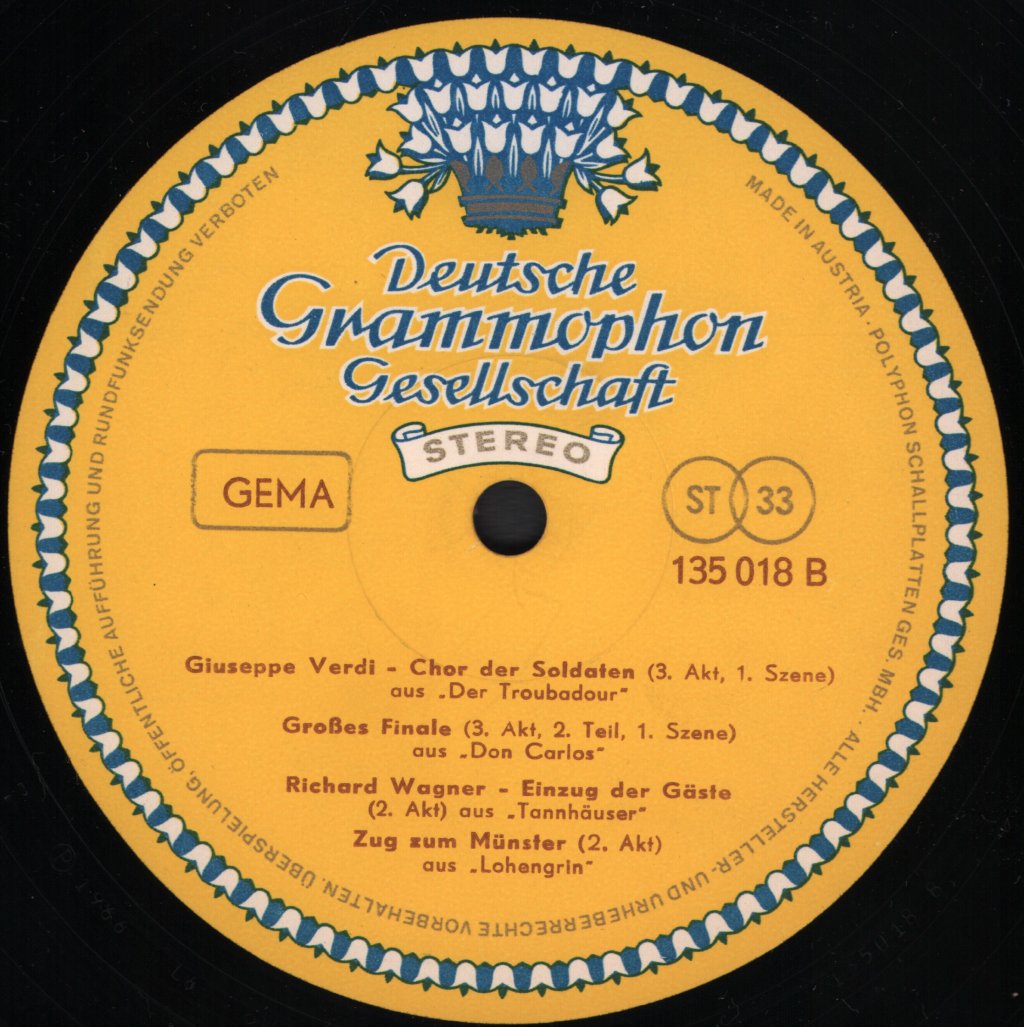 Deutsche
Grammophon
Gesellschaft
STEREO
GEMA
ST 33
135 018 B
Giuseppe Verdi - Chor der Soldaten (3. Akt, 1. Szene)
aus „Der Troubadour"
Großes Finale (3. Akt, 2. Teil, 1. Szene)
aus „Don Carlos"
Richard Wagner - Einzug der Gäste
(2. Akt) aus „Tannhäuser"
Zug zum Münster (2. Akt)
aus „Lohengrin"
MADE IN AUSTRIA · POLYPHON SCHALLPLATTEN GES. MBH. . ALLE HERSTELLER- UND URHEBERRECHTE VORBEHALTEN. ÜBERSPIELUNG, ÖFFENTLICHE AUFFÜHRUNG UND RUNDFUNKSENDUNG VERBOTEN